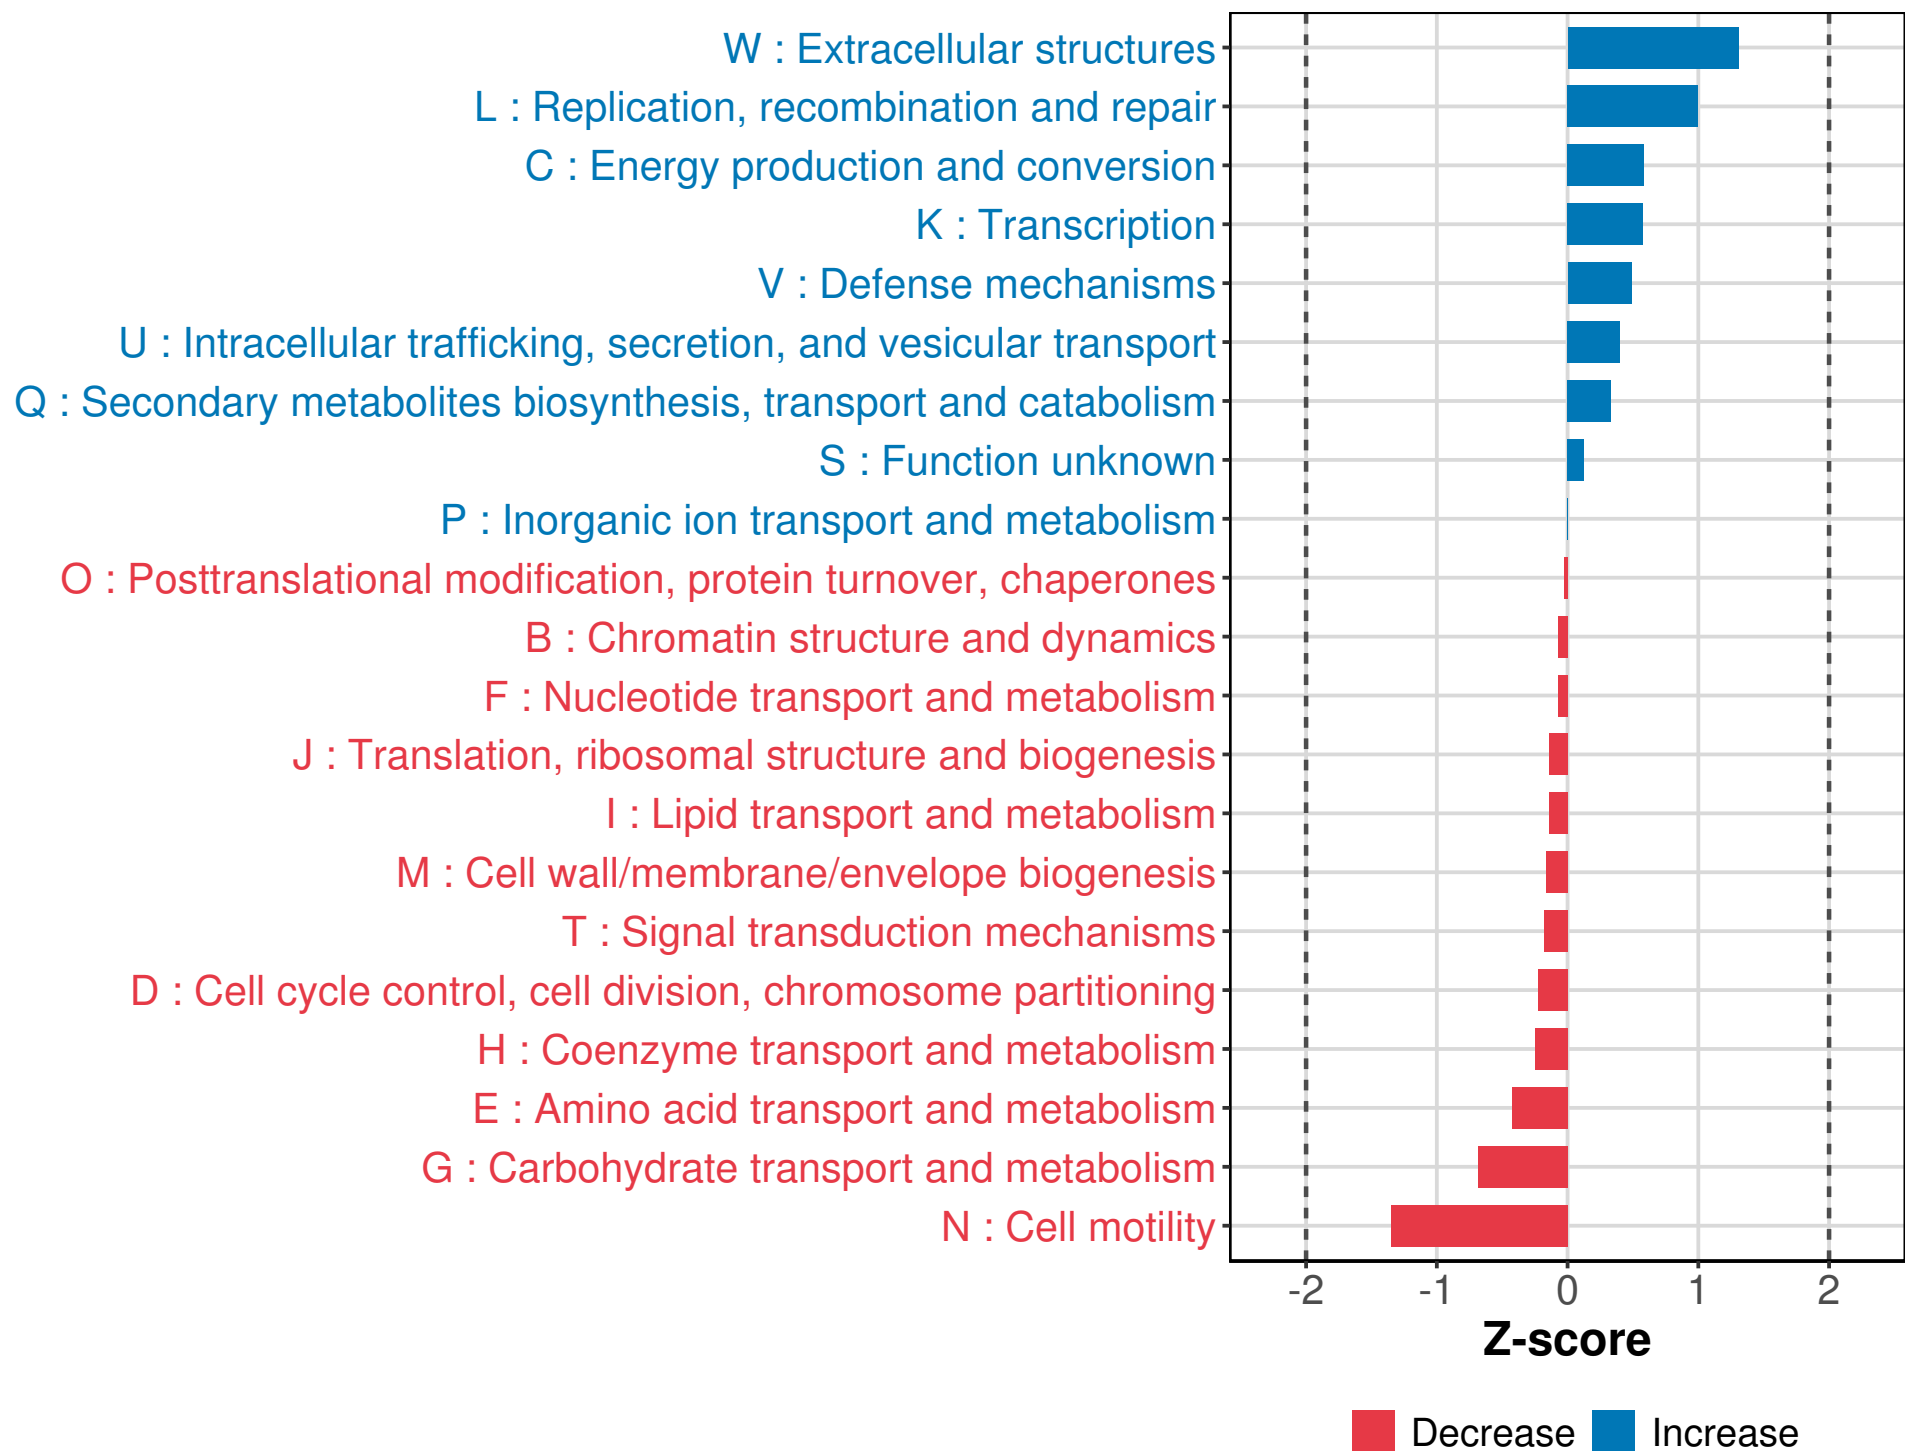 W : Extracellular structures
L : Replication, recombination and repair
C : Energy production and conversion
K : Transcription
V : Defense mechanisms
U : Intracellular trafficking, secretion, and vesicular transport
Q : Secondary metabolites biosynthesis, transport and catabolism
S : Function unknown
P : Inorganic ion transport and metabolism
O : Posttranslational modification, protein turnover, chaperones
B : Chromatin structure and dynamics
F : Nucleotide transport and metabolism
J : Translation, ribosomal structure and biogenesis
I : Lipid transport and metabolism
M : Cell wall/membrane/envelope biogenesis
T : Signal transduction mechanisms
D : Cell cycle control, cell division, chromosome partitioning
H : Coenzyme transport and metabolism
E : Amino acid transport and metabolism
G : Carbohydrate transport and metabolism
N : Cell motility
-2 -1 0 1 2
Z-score
Decrease Increase